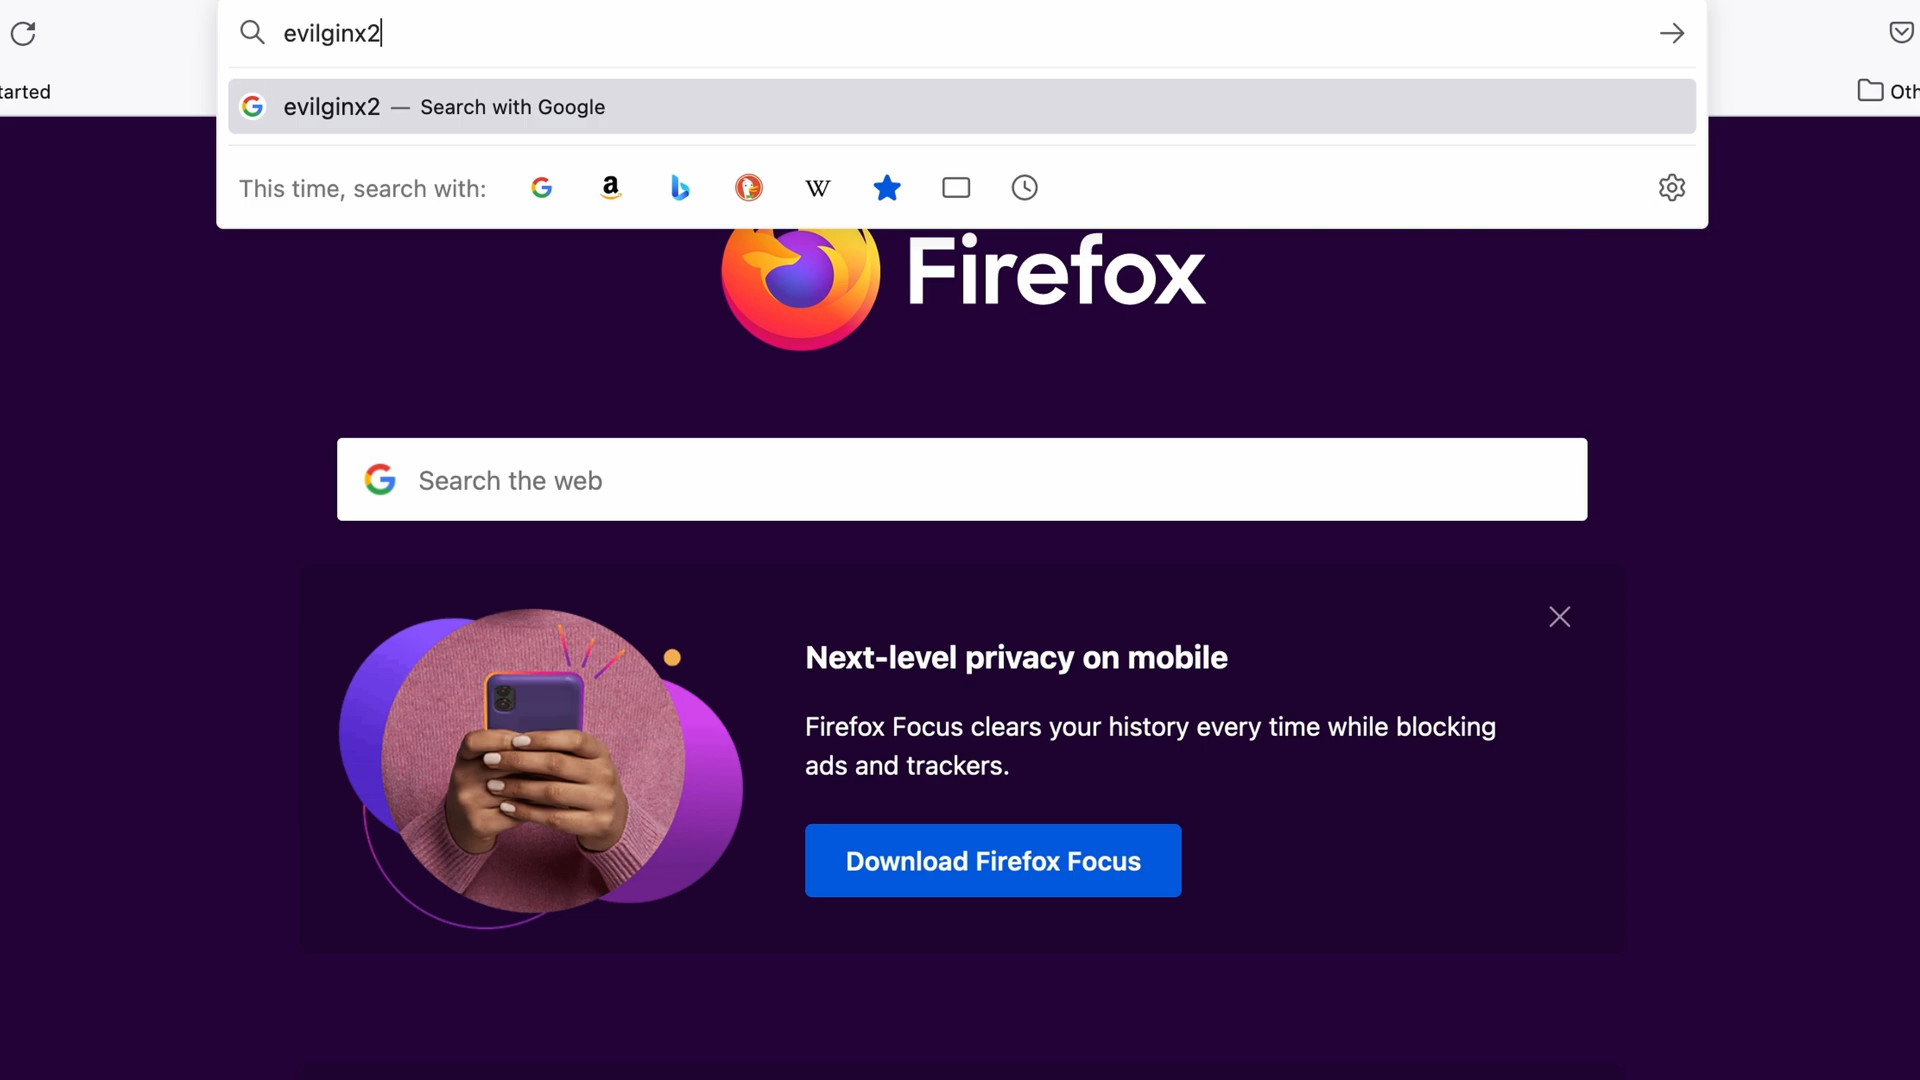 evilginx2
tarted
Oth
evilginx2 — Search with Google
This time, search with:
Firefox
Search the web
Next-level privacy on mobile
Firefox Focus clears your history every time while blocking
ads and trackers.
Download Firefox Focus